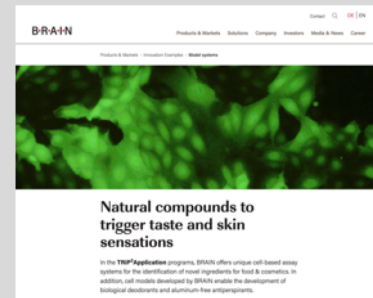 Contact DE | EN
B·R·A·I·N
Products & Markets Solutions Company Investors Media & News Career
Products & Markets · Innovation Examples · Model systems
Natural compounds to
trigger taste and skin
sensations
In the TRIP²Application programs, BRAIN offers unique cell-based assay
systems for the identification of novel ingredients for food & cosmetics. In
addition, cell models developed by BRAIN enable the development of
biological deodorants and aluminum-free antiperspirants.